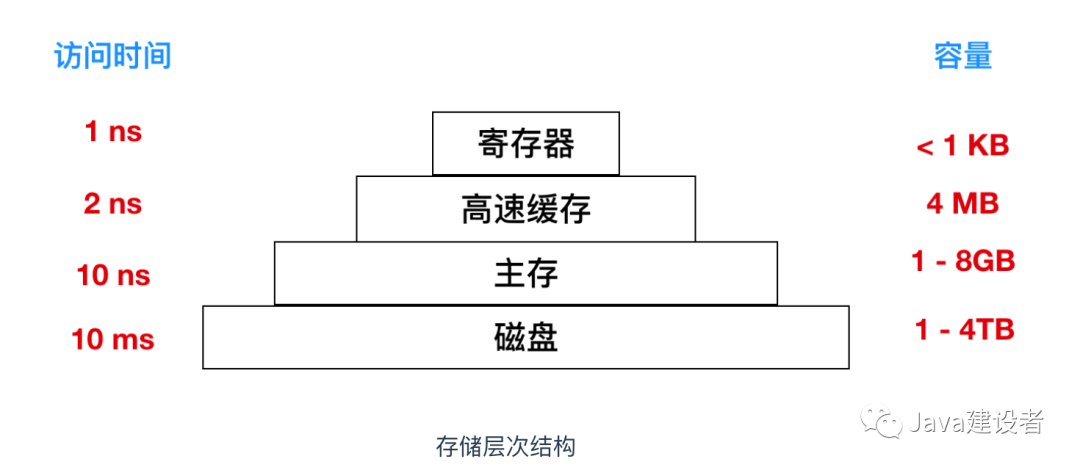 访问时间 容量
1 ns 寄存器 < 1 KB
2 ns 高速缓存 4 MB
10 ns 主存 1 - 8GB
10 ms 磁盘 1 - 4TB
Java建设者
存储层次结构